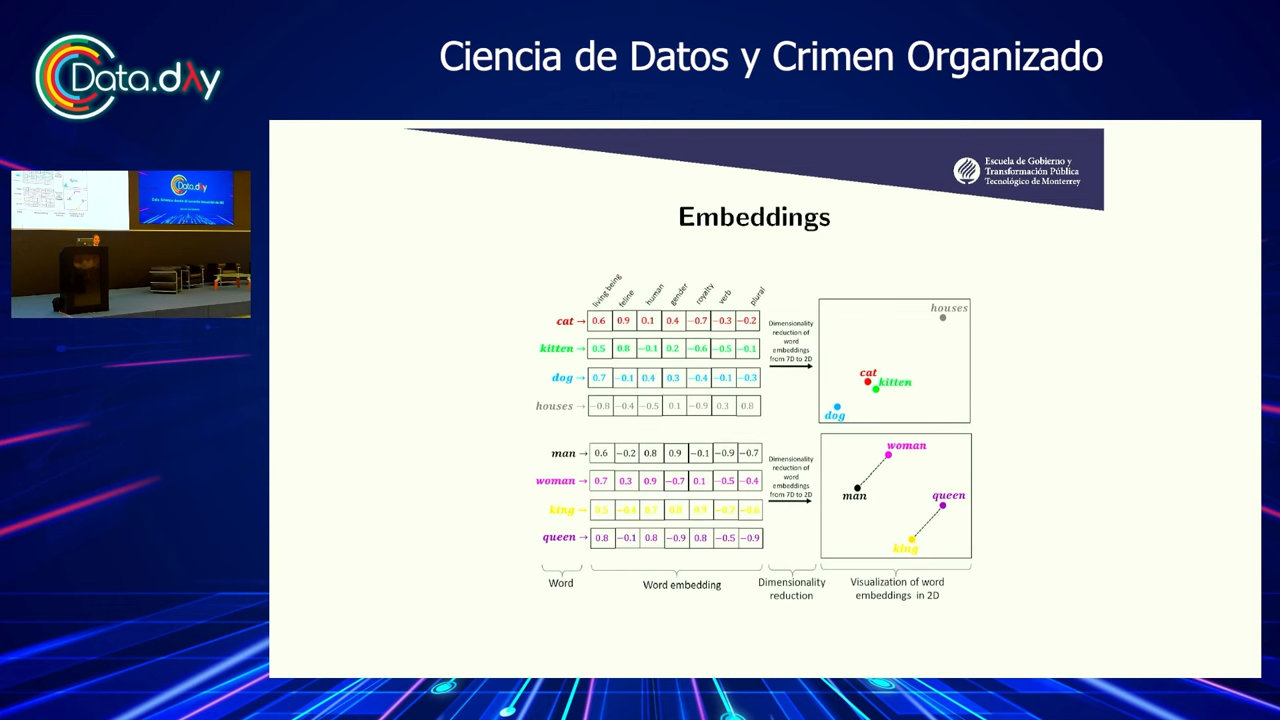 Data.dλy
Ciencia de Datos y Crimen Organizado
Escuela de Gobierno y
Transformación Pública
Tecnológico de Monterrey
Embeddings
living being feline human gender royalty verb plural
cat → 0.6 0.9 0.1 0.4 −0.7 −0.3 −0.2
kitten → 0.5 0.8 −0.1 0.2 −0.6 −0.5 −0.1
dog → 0.7 −0.1 0.4 0.3 −0.4 −0.1 −0.3
houses → −0.8 −0.4 −0.5 0.1 −0.9 0.3 0.8
Dimensionality
reduction of
word
embeddings
from 7D to 2D
houses
cat
kitten
dog
man → 0.6 −0.2 0.8 0.9 −0.1 −0.9 −0.7
woman → 0.7 0.3 0.9 −0.7 0.1 −0.5 −0.4
king →
queen → 0.8 −0.1 0.8 −0.9 0.8 −0.5 −0.9
Dimensionality
reduction of
word
embeddings
from 7D to 2D
woman
man
queen
king
Word
Word embedding
Dimensionality
reduction
Visualization of word
embeddings in 2D
Data.dλy